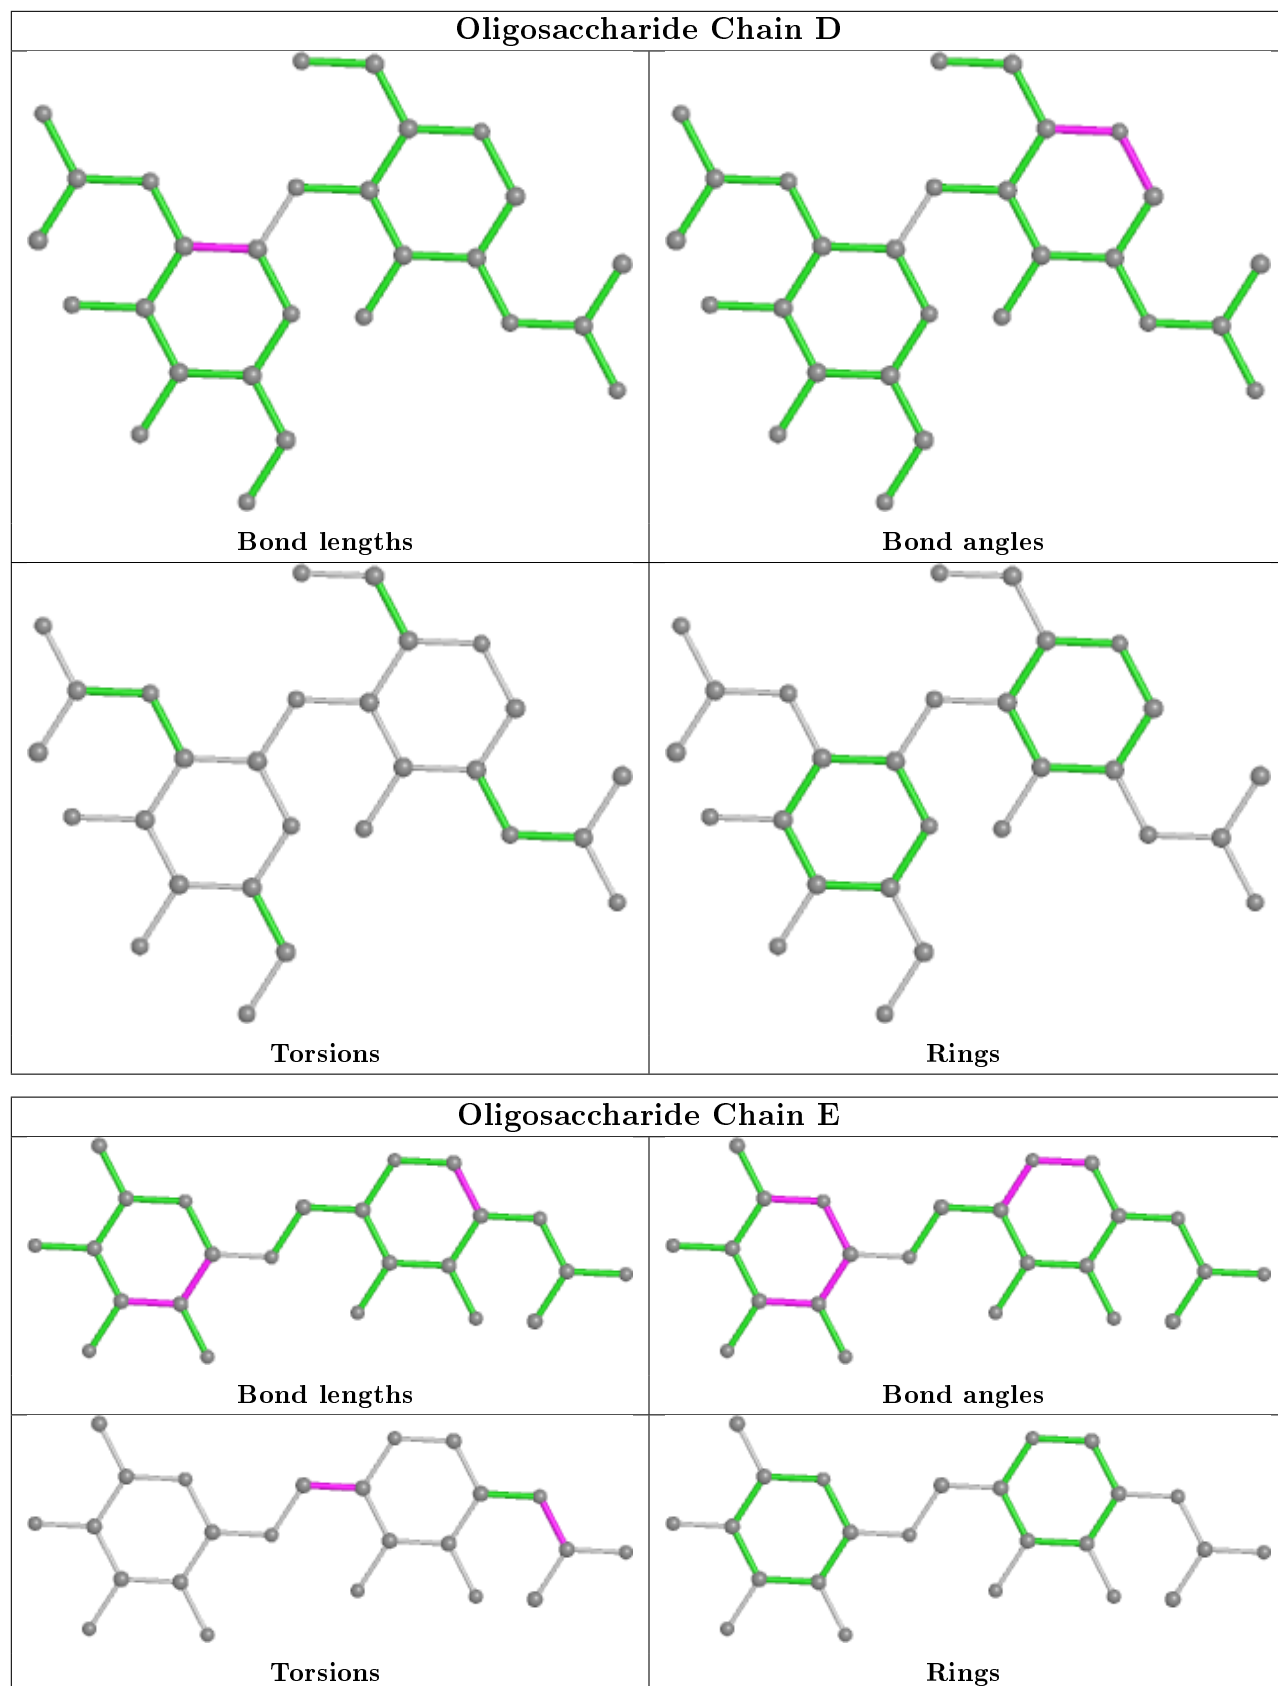 Oligosaccharide Chain D
Bond lengths
Bond angles
Torsions
Rings
Oligosaccharide Chain E
Bond lengths
Bond angles
Torsions
Rings